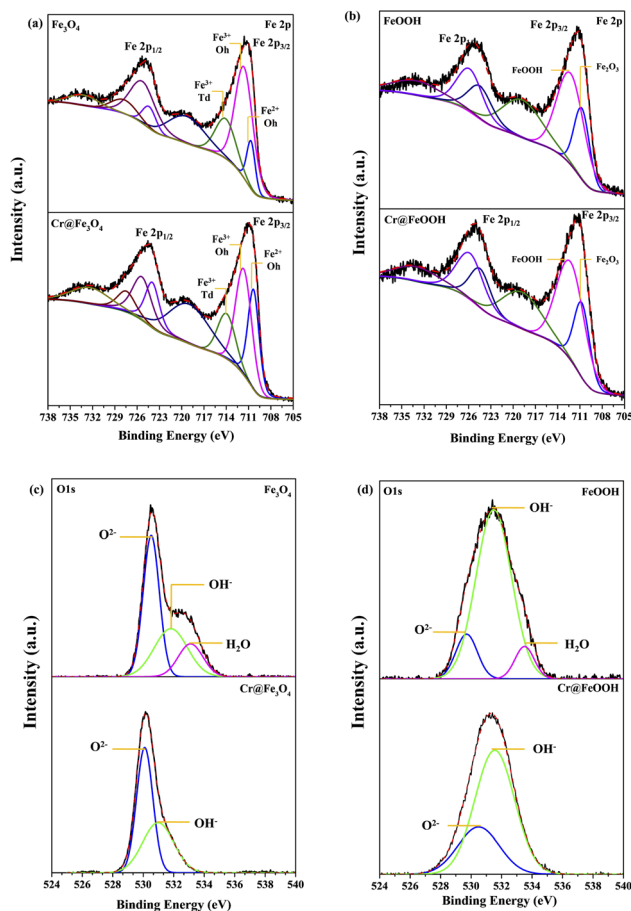 (a) Fe₃O₄ Fe³⁺ Oh Fe 2p
Fe 2p₁/₂ Fe 2p₃/₂
Fe³⁺ Td
Fe²⁺ Oh
Cr@Fe₃O₄ Fe 2p₃/₂
Fe 2p₁/₂ Fe³⁺ Oh Fe²⁺ Oh
Fe³⁺ Td
738 735 732 729 726 723 720 717 714 711 708 705
Binding Energy (eV)
Intensity (a.u.)
(b) FeOOH Fe 2p
Fe 2p₃/₂
Fe 2p₁/₂
FeOOH Fe₂O₃
Cr@FeOOH Fe 2p₃/₂
Fe 2p₁/₂
FeOOH Fe₂O₃
738 735 732 729 726 723 720 717 714 711 708 705
Binding Energy (eV)
Intensity (a.u.)
(c) O1s Fe₃O₄
O²⁻
OH⁻
H₂O
Cr@Fe₃O₄
O²⁻
OH⁻
524 526 528 530 532 534 536 538 540
Binding Energy (eV)
Intensity (a.u.)
(d) O1s FeOOH
OH⁻
O²⁻
H₂O
Cr@FeOOH
OH⁻
O²⁻
524 526 528 530 532 534 536 538 540
Binding Energy (eV)
Intensity (a.u.)